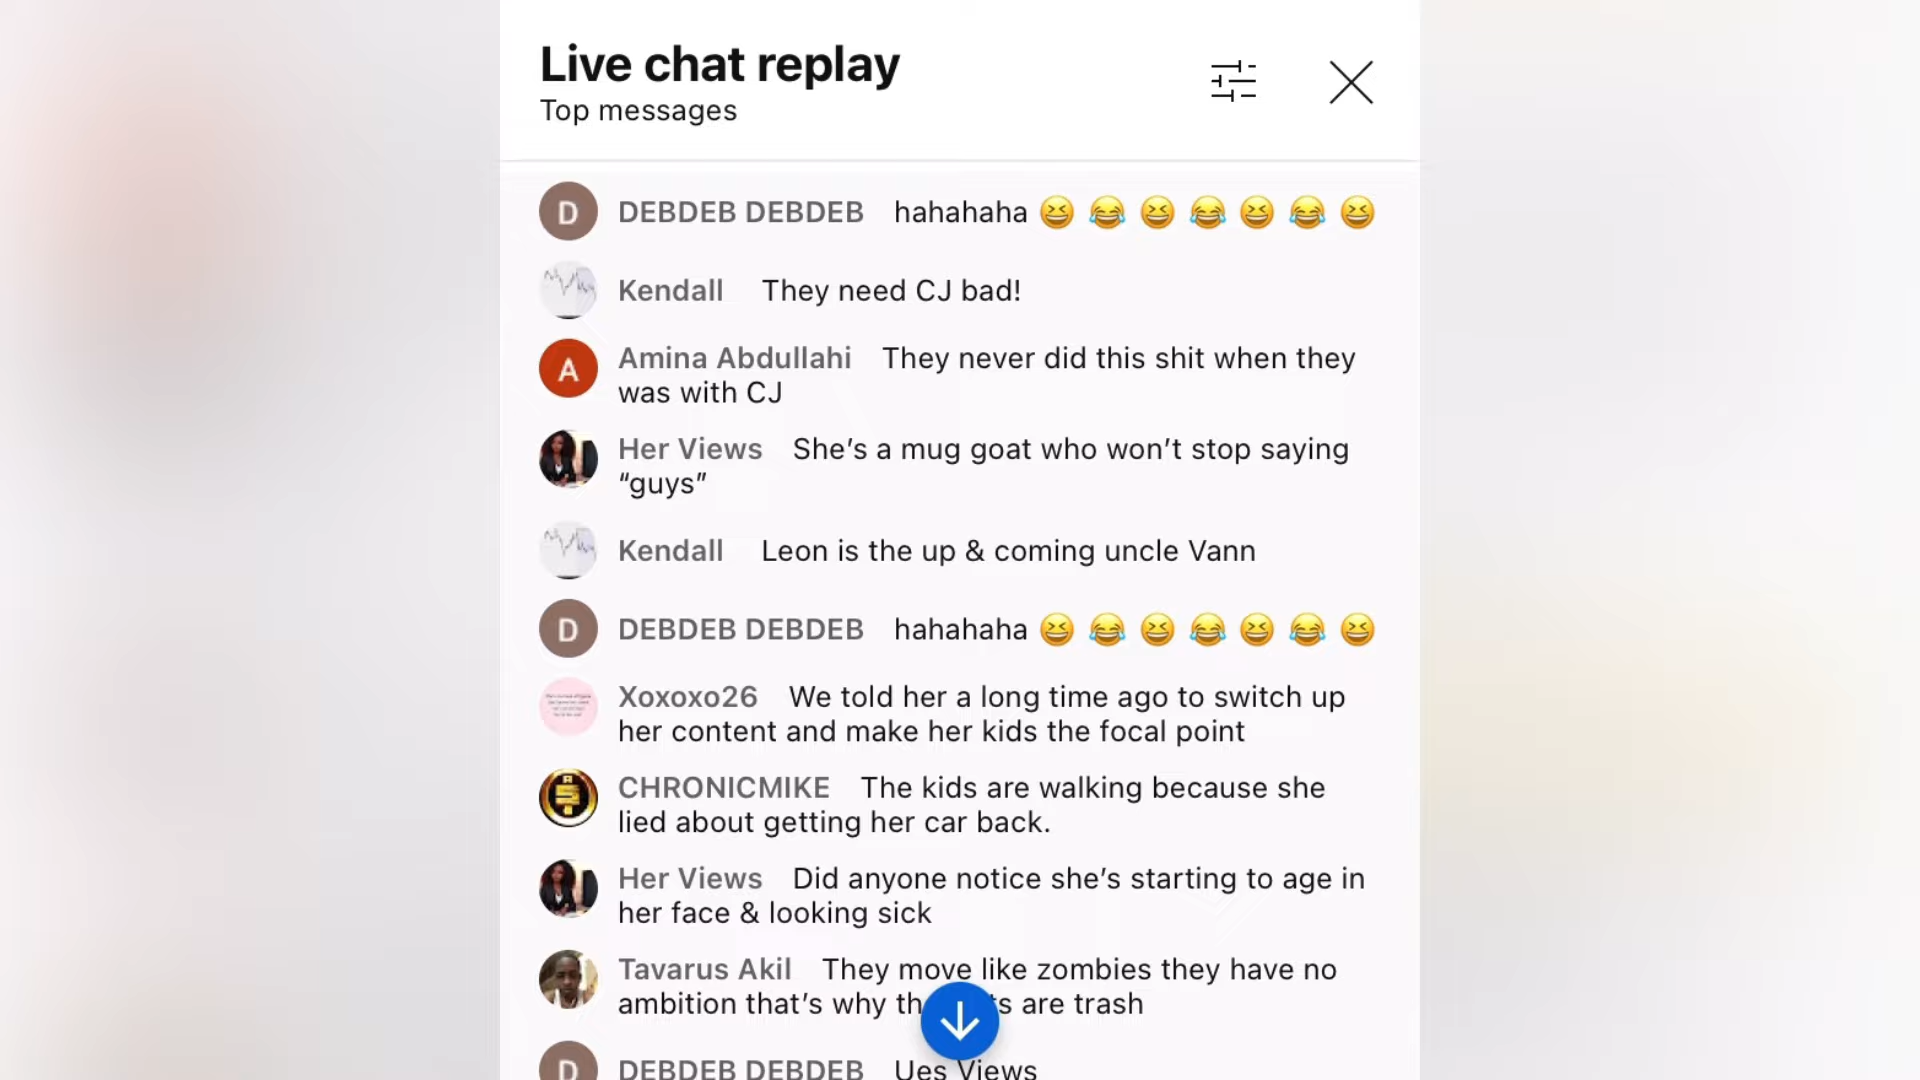 Live chat replay
Top messages
D DEBDEB DEBDEB hahahaha 😆 😂 😆 😂 😆 😂 😆
Kendall They need CJ bad!
A Amina Abdullahi They never did this shit when they
was with CJ
Her Views She’s a mug goat who won’t stop saying
“guys”
Kendall Leon is the up & coming uncle Vann
D DEBDEB DEBDEB hahahaha 😆 😂 😆 😂 😆 😂 😆
Xoxoxo26 We told her a long time ago to switch up
her content and make her kids the focal point
CHRONICMIKE The kids are walking because she
lied about getting her car back.
Her Views Did anyone notice she’s starting to age in
her face & looking sick
Tavarus Akil They move like zombies they have no
ambition that’s why are trash
D DEBDEB DEBDEB Ues Views